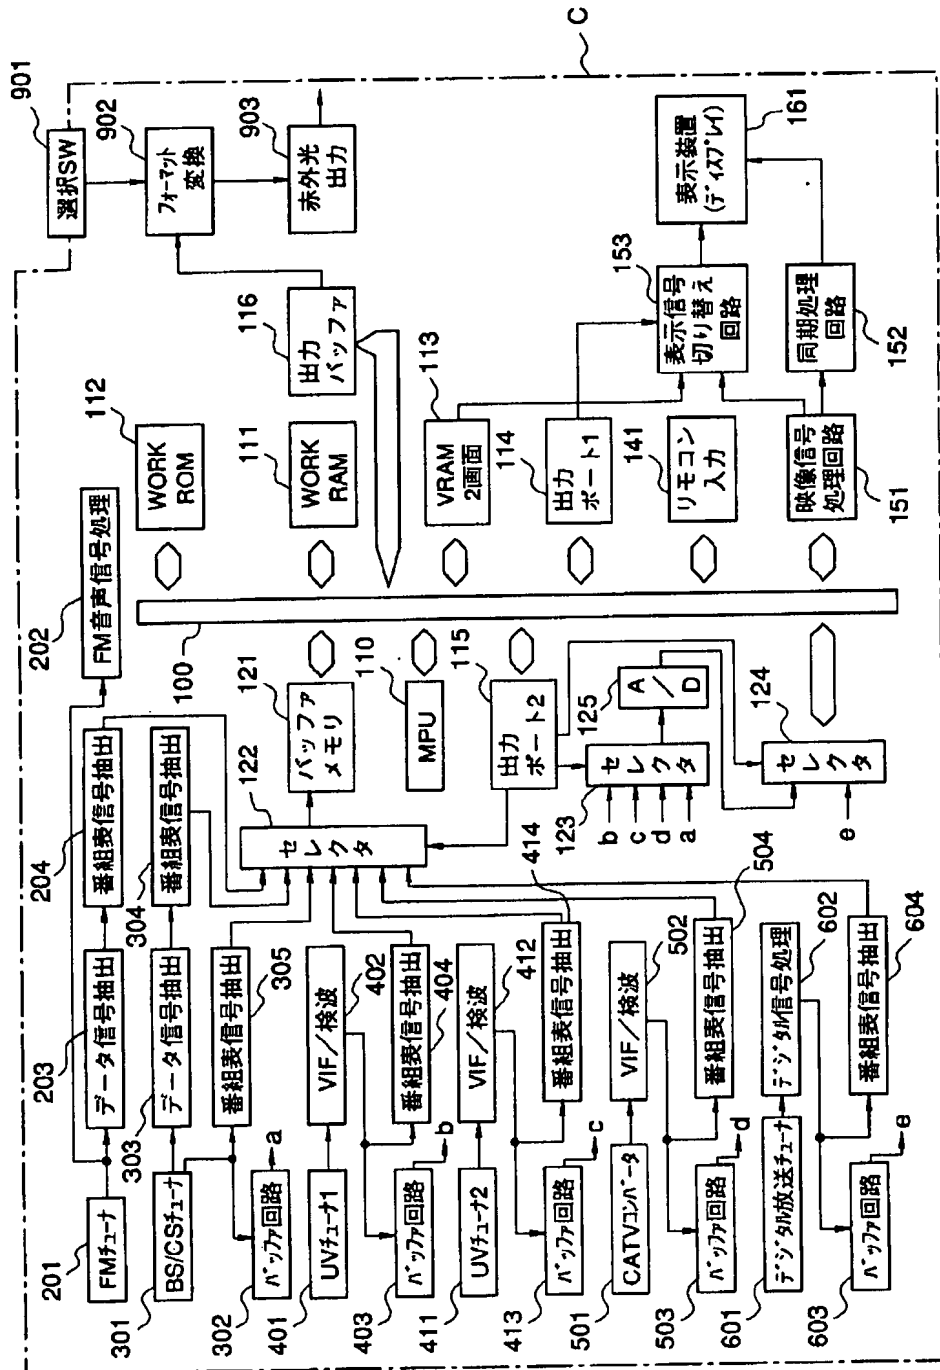 201
FMチューナ
203
データ信号抽出
204
番組表信号抽出
202
FM音声信号処理
301
BS/CSチューナ
303
データ信号抽出
304
番組表信号抽出
302
バッファ回路
a
番組表信号抽出
305
401
UVチューナ1
VIF/検波
402
403
バッファ回路
b
番組表信号抽出
404
411
UVチューナ2
VIF/検波
412
413
バッファ回路
c
番組表信号抽出
414
501
CATVコンバータ
VIF/検波
502
503
バッファ回路
d
番組表信号抽出
504
601
デジタル放送チューナ
デジタル信号処理
602
603
バッファ回路
e
番組表信号抽出
604
122
セレクタ
121
バッファ
メモリ
110
MPU
115
出力
ポート2
123
セレクタ
b
c
d
a
125
A/D
124
セレクタ
e
100
112
WORK
ROM
111
WORK
RAM
116
出力
バッファ
113
VRAM
2画面
114
出力
ポート1
141
リモコン
入力
映像信号
処理回路
151
同期処理
回路
152
153
表示信号
切り替え
回路
表示装置
(ディスプレイ)
161
901
選択SW
902
フォーマット
変換
903
赤外光
出力
C